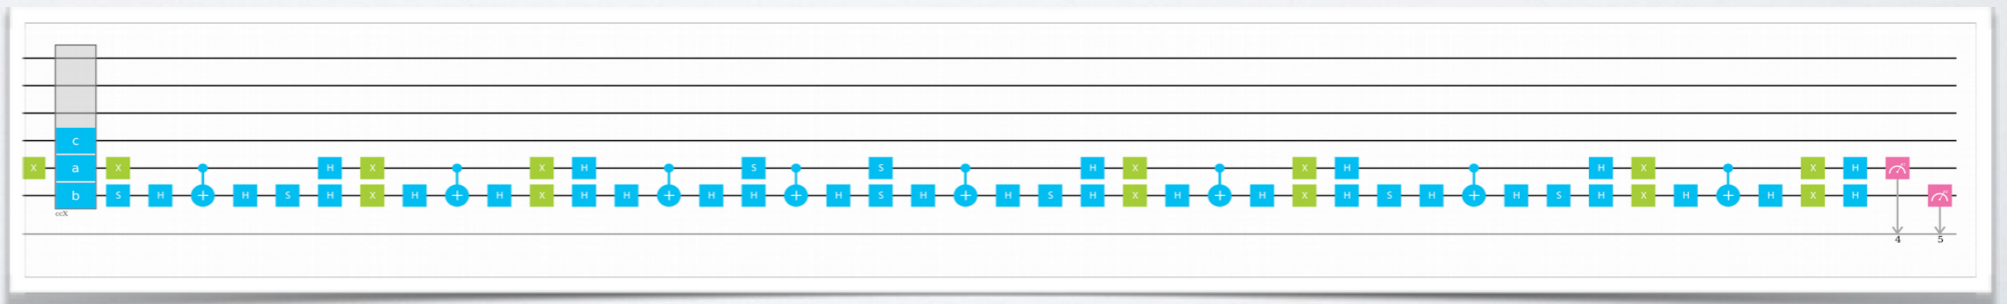 c
X a X H X X H S S H X X H H X X H
b S H H S H X H H X H H H H H S H H S H X H H X H S H H S H X H H X H
ccX
4 5